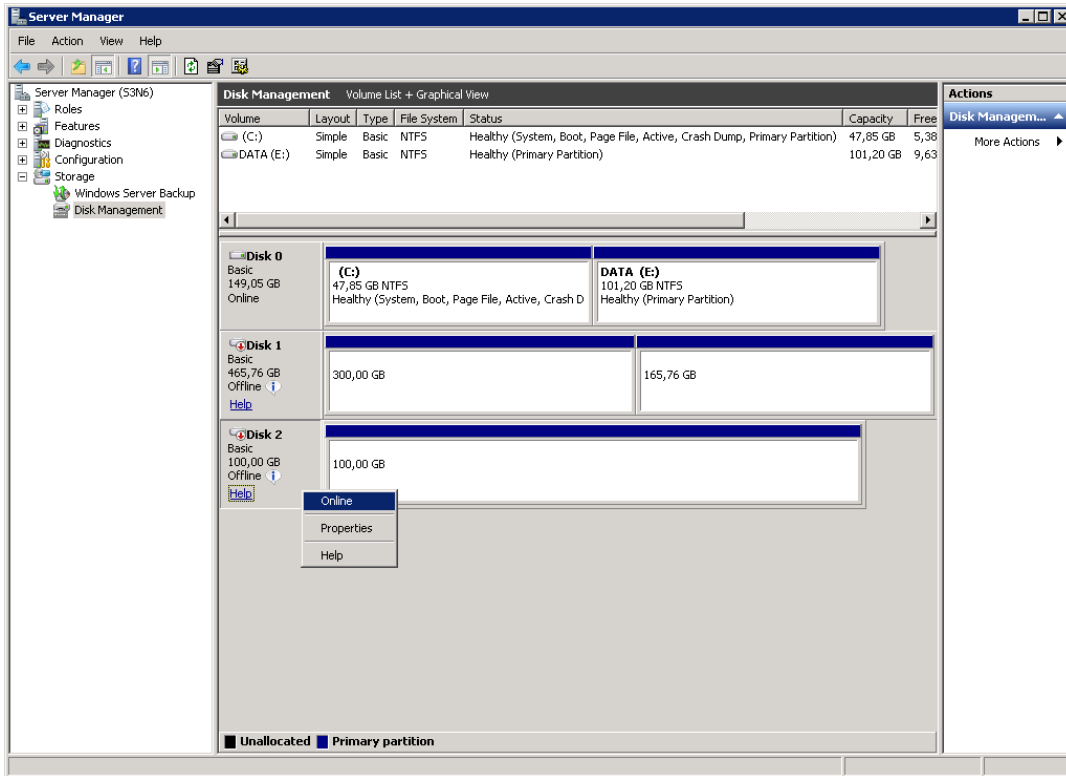 Server Manager
File Action View Help
Server Manager (S3N6)
Roles
Features
Diagnostics
Configuration
Storage
Windows Server Backup
Disk Management
Disk Management Volume List + Graphical View
Volume Layout Type File System Status Capacity Free
(C:) Simple Basic NTFS Healthy (System, Boot, Page File, Active, Crash Dump, Primary Partition) 47,85 GB 5,38
DATA (E:) Simple Basic NTFS Healthy (Primary Partition) 101,20 GB 9,63
Disk 0
Basic
149,05 GB
Online
(C:)
47,85 GB NTFS
Healthy (System, Boot, Page File, Active, Crash D
DATA (E:)
101,20 GB NTFS
Healthy (Primary Partition)
Disk 1
Basic
465,76 GB
Offline
Help
300,00 GB
165,76 GB
Disk 2
Basic
100,00 GB
Offline
Help
100,00 GB
Online
Properties
Help
Unallocated Primary partition
Actions
Disk Managem...
More Actions